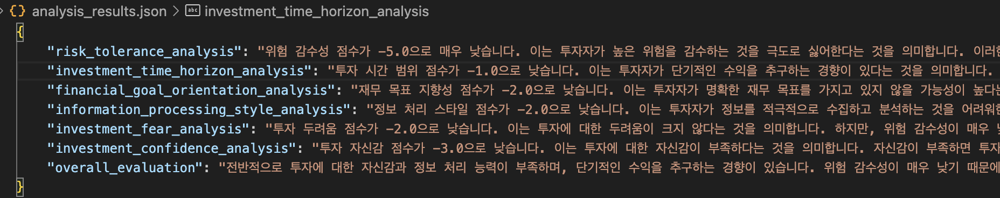 {} analysis_results.json > abc investment_time_horizon_analysis
{
"risk_tolerance_analysis": "위험 감수성 점수가 -5.0으로 매우 낮습니다. 이는 투자자가 높은 위험을 감수하는 것을 극도로 싫어한다는 것을 의미합니다.
"investment_time_horizon_analysis": "투자 시간 범위 점수가 -1.0으로 낮습니다. 이는 투자자가 단기적인 수익을 추구하는 경향이 있다는 것을 의미합니다.
"financial_goal_orientation_analysis": "재무 목표 지향성 점수가 -2.0으로 낮습니다. 이는 투자자가 명확한 재무 목표를 가지고 있지 않을 가능성이 높다는
"information_processing_style_analysis": "정보 처리 스타일 점수가 -2.0으로 낮습니다. 이는 투자자가 정보를 적극적으로 수집하고 분석하는 것을
"investment_fear_analysis": "투자 두려움 점수가 -2.0으로 낮습니다. 이는 투자에 대한 두려움이 크지 않다는 것을 의미합니다. 하지만, 위험 감수성이 매우
"investment_confidence_analysis": "투자 자신감 점수가 -3.0으로 낮습니다. 이는 투자에 대한 자신감이 부족하다는 것을 의미합니다. 자신감이 부족하면 투자
"overall_evaluation": "전반적으로 투자에 대한 자신감과 정보 처리 능력이 부족하며, 단기적인 수익을 추구하는 경향이 있습니다. 위험 감수성이 매우 낮기 때문에
}